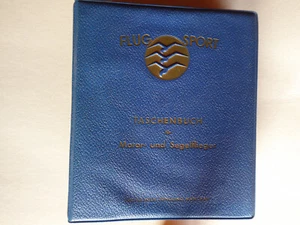 FLUG SPORT
TASCHENBUCH
für
Motor- und Segelflieger